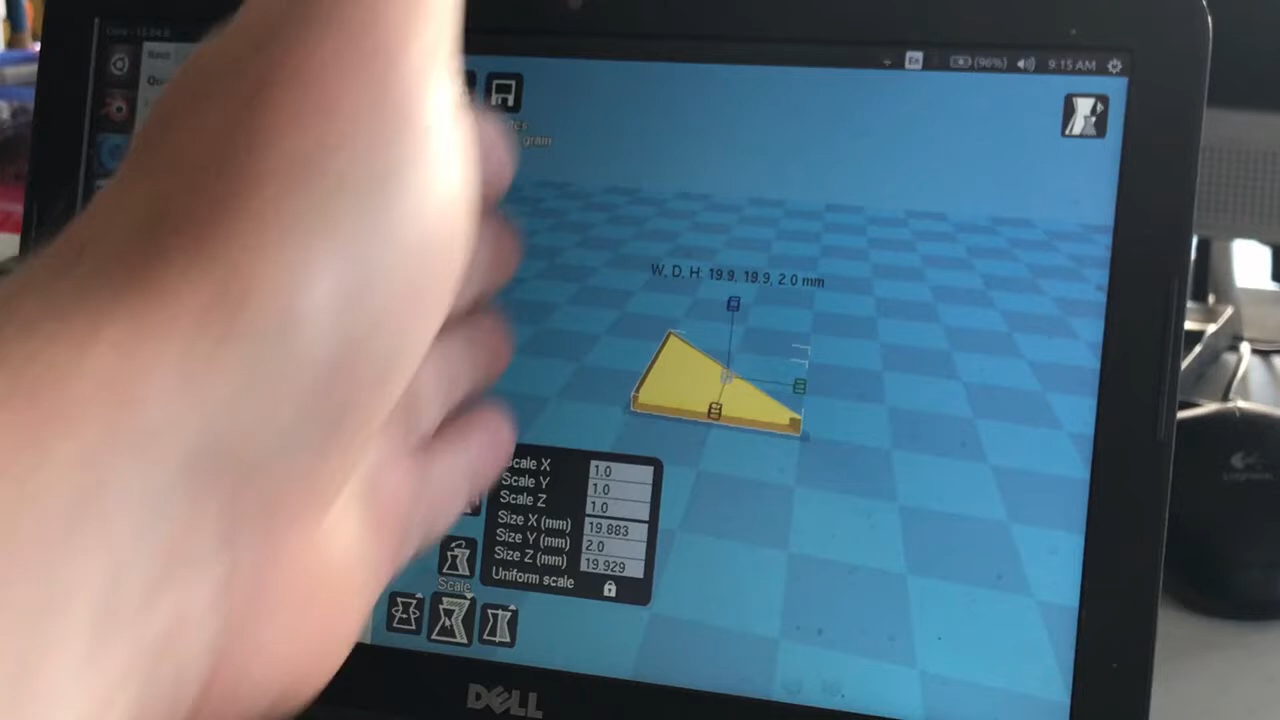 En (96%) 9:15 AM
grain
W, D, H: 19.9, 19.9, 2.0 mm
Scale X 1.0
Scale Y 1.0
Scale Z 1.0
Size X (mm) 19.883
Size Y (mm) 2.0
Size Z (mm) 19.929
Uniform scale
Scale
DELL